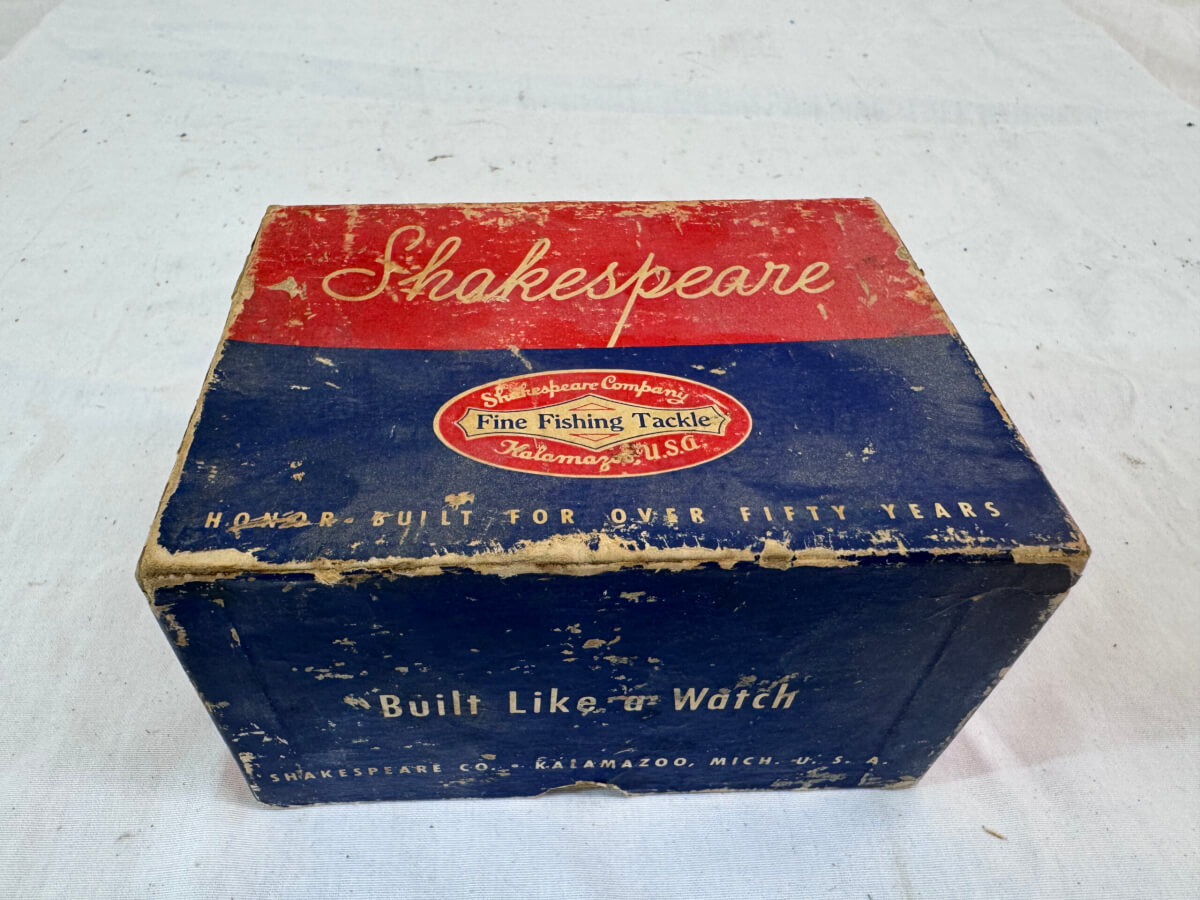 Shakespeare
Shakespeare Company
Fine Fishing Tackle
Kalamazoo, U.S.A.
HONOR-BUILT FOR OVER FIFTY YEARS
Built Like a Watch
SHAKESPEARE CO. • KALAMAZOO, MICH. U. S. A.